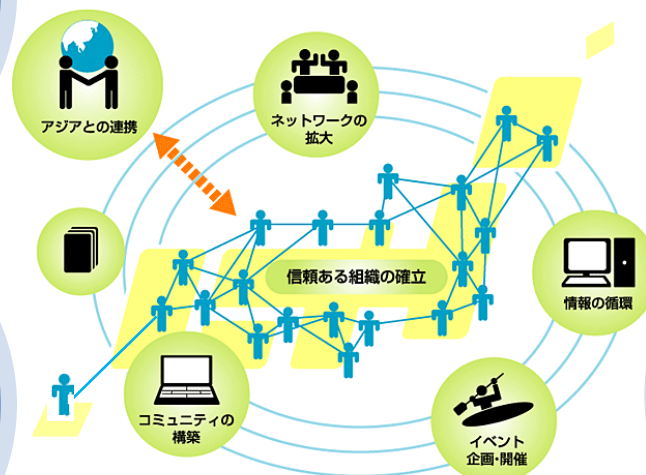 アジアとの連携
ネットワークの
拡大
信頼ある組織の確立
情報の循環
コミュニティの
構築
イベント
企画・開催